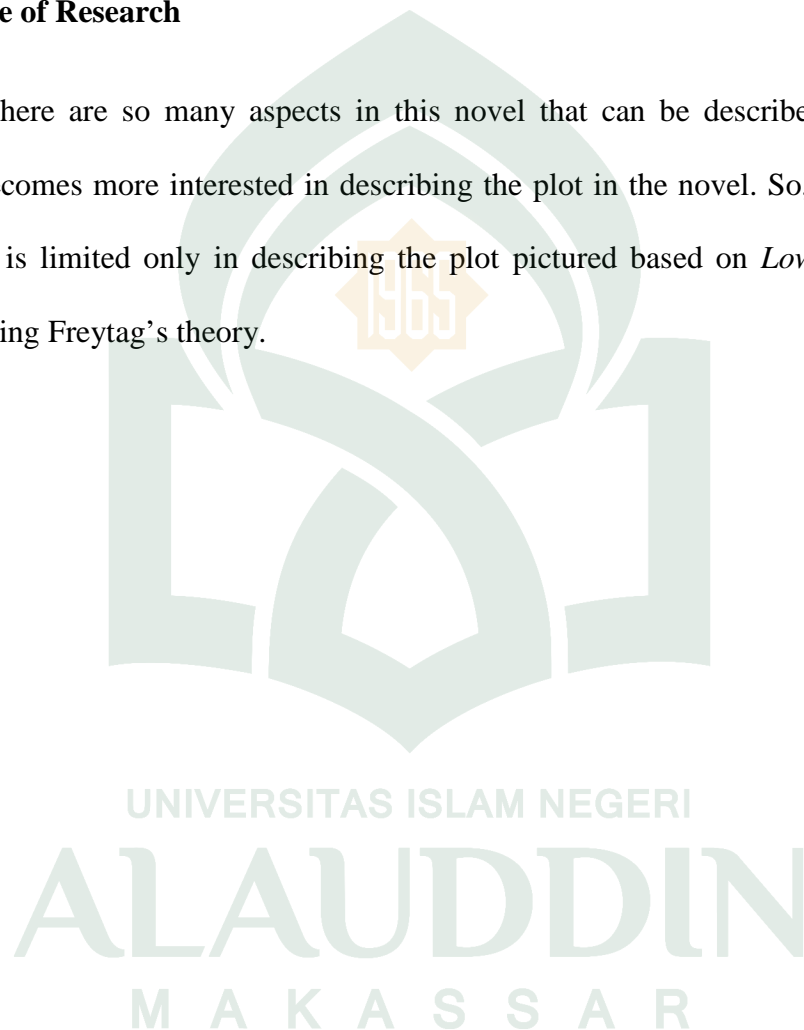 e of Research
here are so many aspects in this novel that can be describe
comes more interested in describing the plot in the novel. So,
is limited only in describing the plot pictured based on Lov
ing Freytag's theory.
1965
UNIVERSITAS ISLAM NEGERI
ALAUDDIN
MAKASSAR